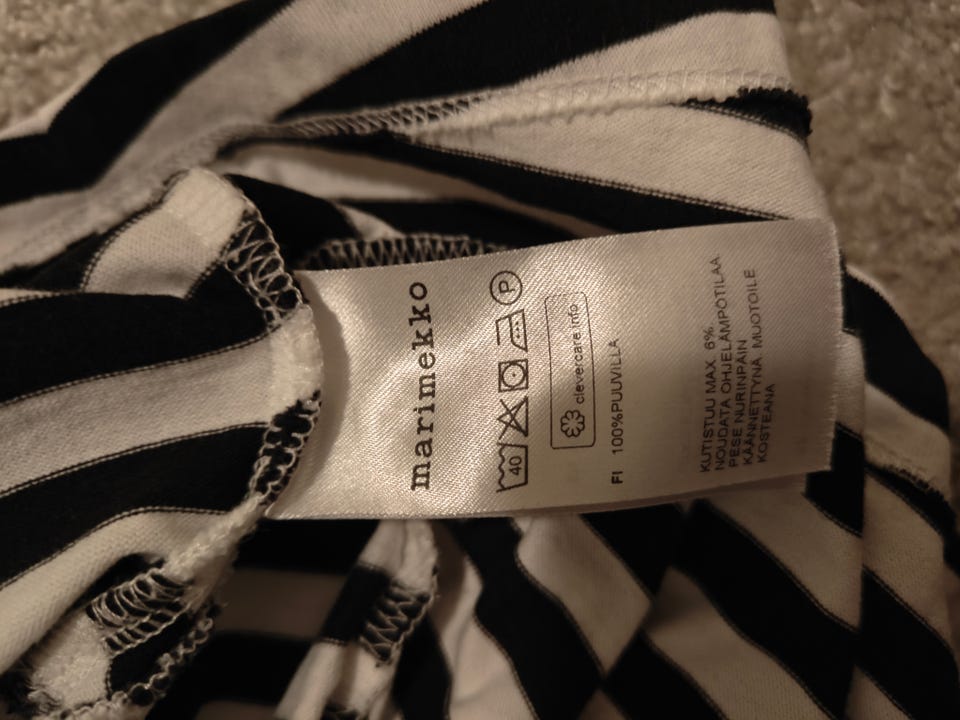 marimekko
40 P
clevercare.info
FI 100%PUUVILLA
KUTISTUU MAX. 6%.
NOUDATA OHJELÄMPÖTILAA
PESE NURINPÄIN
KÄÄNNETTYNÄ. MUOTOILE
KOSTEANA